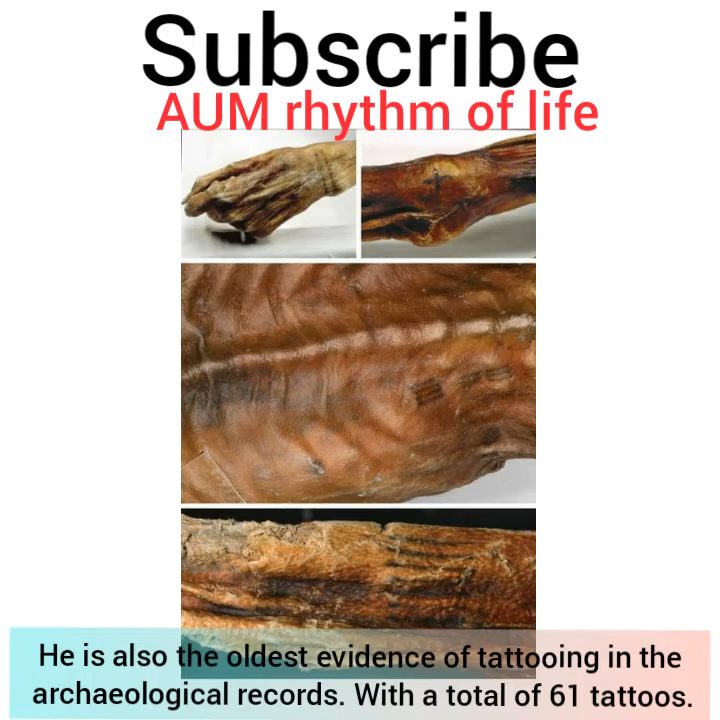 Subscribe
AUM rhythm of life
He is also the oldest evidence of tattooing in the
archaeological records. With a total of 61 tattoos.